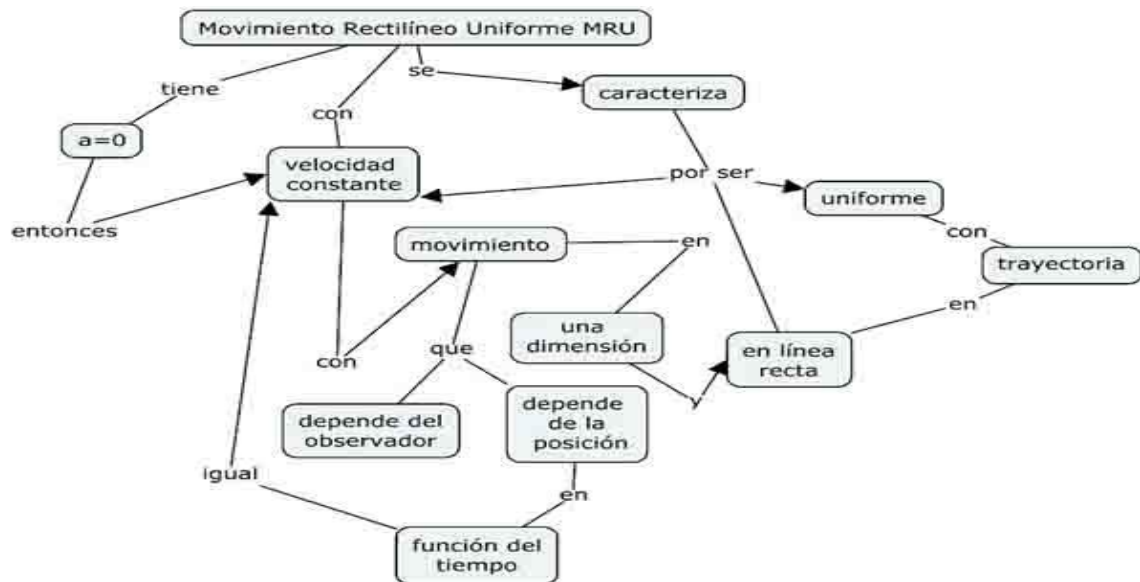 Movimiento Rectilíneo Uniforme MRU
se
tiene
caracteriza
con
a=0
velocidad
constante
por ser
uniforme
entonces
con
movimiento
en
trayectoria
una
dimensión
en
con
que
en línea
recta
y
depende del
observador
depende
de la
posición
igual
en
función del
tiempo